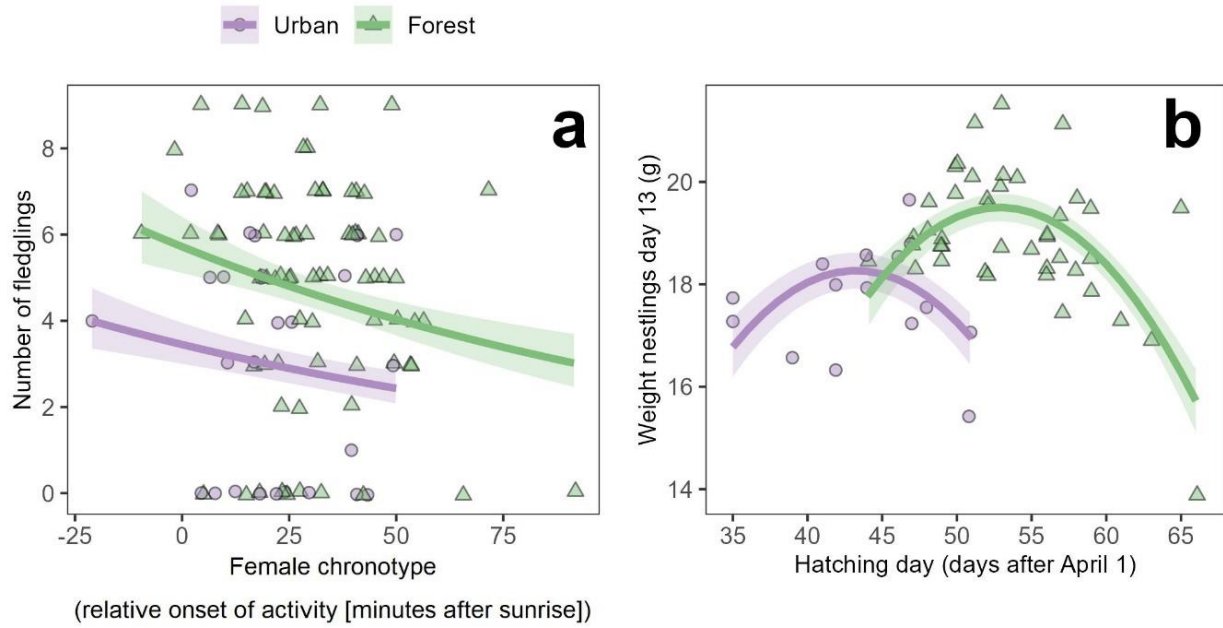 Urban Forest
a
Number of fledglings
8
6
4
2
0
-25 0 25 50 75
Female chronotype
(relative onset of activity [minutes after sunrise])
b
Weight nestlings day 13 (g)
20
18
16
14
35 40 45 50 55 60 65
Hatching day (days after April 1)